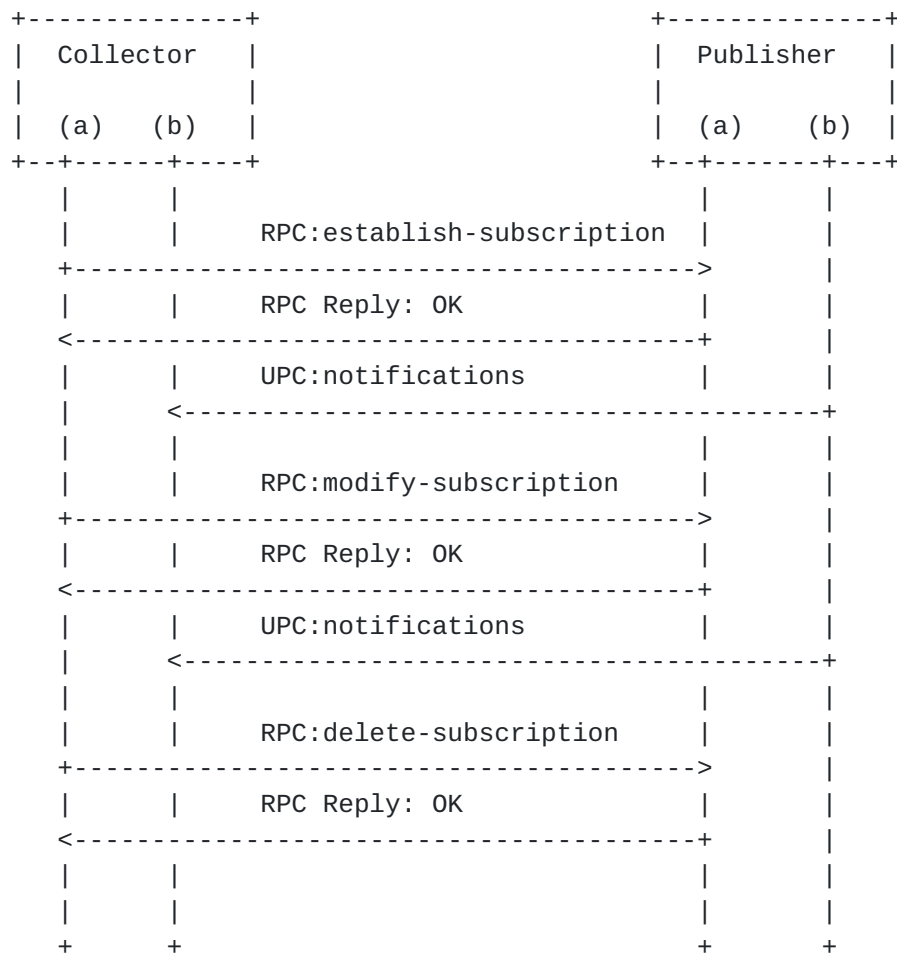 Collector Publisher
(a) (b) (a) (b)
RPC:establish-subscription
RPC Reply: OK
UPC:notifications
RPC:modify-subscription
RPC Reply: OK
UPC:notifications
RPC:delete-subscription
RPC Reply: OK